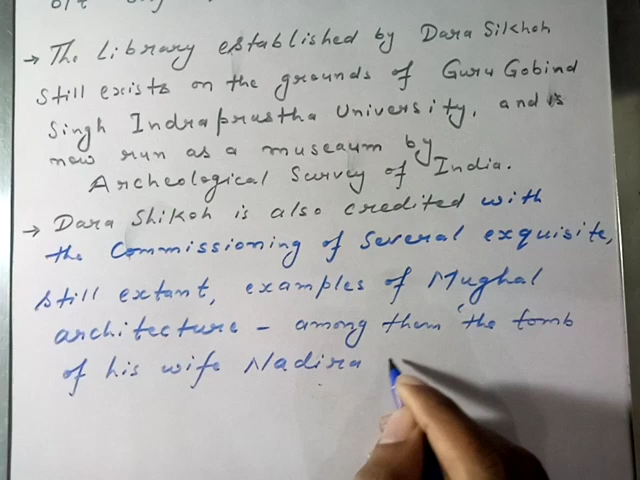 → The Library established by Dara Sikhoh
still exists on the grounds of Guru Gobind
Singh Indraprastha University, and is
now run as a museaum by
Archeological Survey of India.
→ Dara Shikoh is also credited with
the Commissioning of several exquisite,
still extant, examples of Mughal
architecture - among them 'the tomb
of his wife Nadira